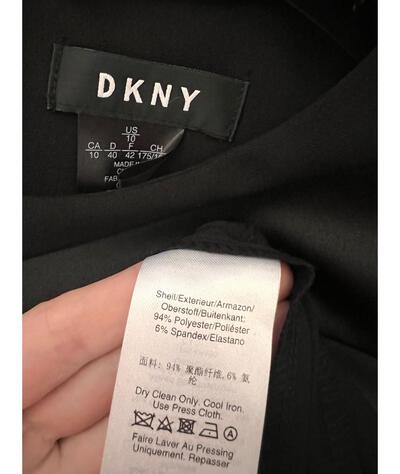 DKNY
US
10
CA D F CH
10 40 42 175/
MADE
FAB
Shell/Exterieur/Armazon/
Oberstoff/Buitenkant:
94% Polyester/Poliéster
6% Spandex/Elastano
面料: 94% 聚酯纤维, 6% 氨
纶
Dry Clean Only. Cool Iron.
Use Press Cloth.
A
Faire Laver Au Pressing
Uniquement. Repasser